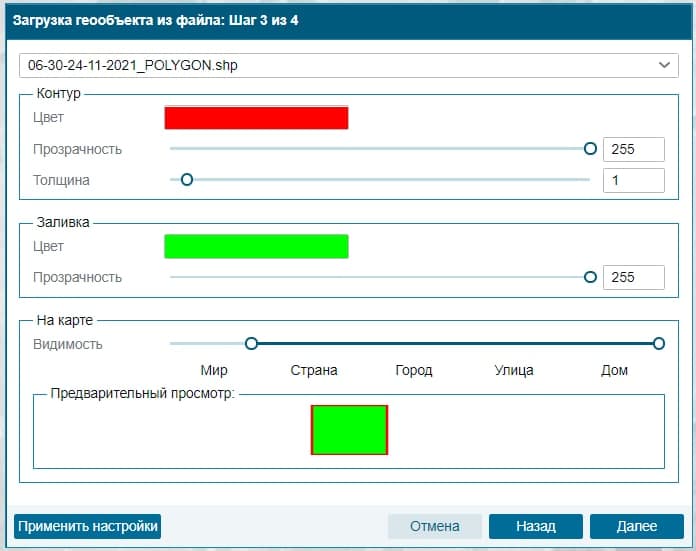 Загрузка геообъекта из файла: Шаг 3 из 4
06-30-24-11-2021_POLYGON.shp
Контур
Цвет
Прозрачность 255
Толщина 1
Заливка
Цвет
Прозрачность 255
На карте
Видимость
Мир Страна Город Улица Дом
Предварительный просмотр:
Применить настройки Отмена Назад Далее